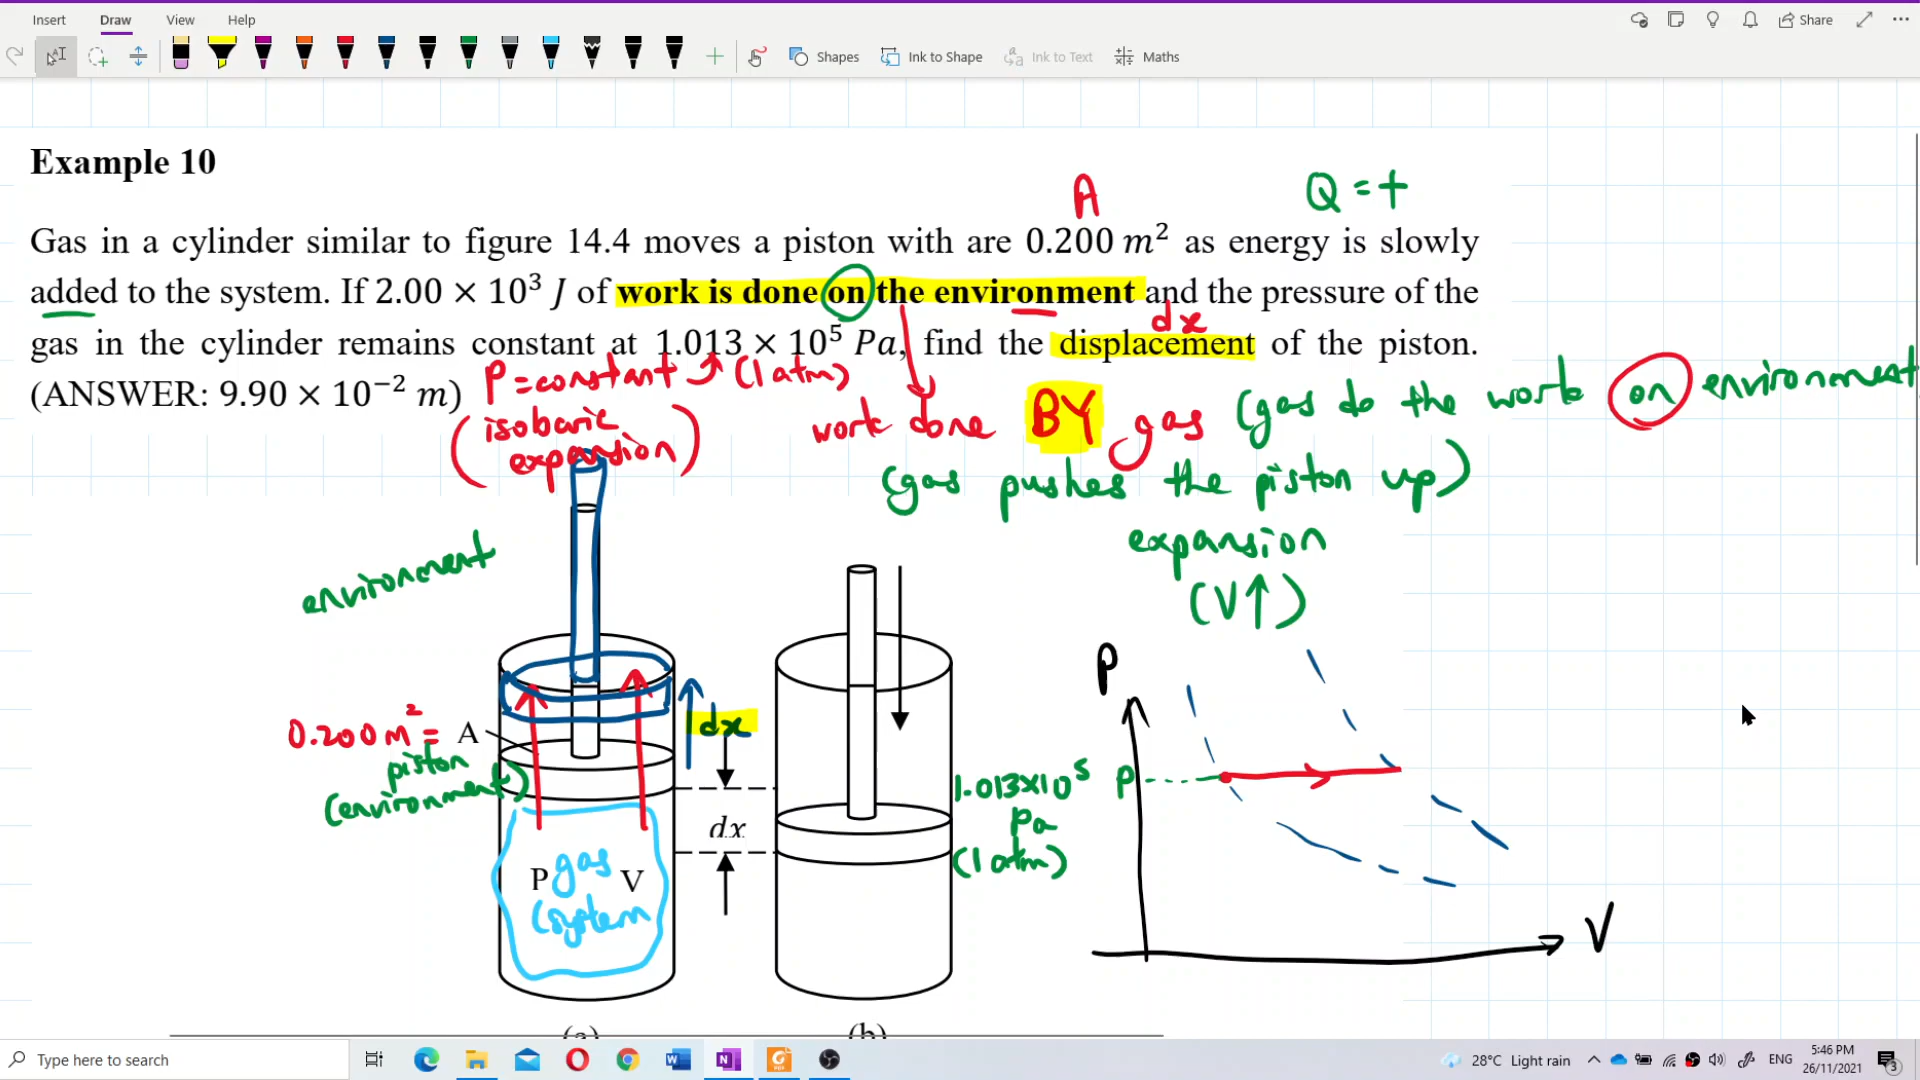 Insert Draw View Help
Share
Shapes Ink to Shape Ink to Text Maths
Example 10
A
Q = +
Gas in a cylinder similar to figure 14.4 moves a piston with are 0.200 m² as energy is slowly
added to the system. If 2.00 × 10³ J of work is done on the environment and the pressure of the
dx
gas in the cylinder remains constant at 1.013 × 10⁵ Pa, find the displacement of the piston.
P = constant (1 atm)
(ANSWER: 9.90 × 10⁻² m)
(isobaric
expansion)
work done BY gas (gas do the work on environment
(gas pushes the piston up)
expansion
(V↑)
environment
P
0.200 m² = A
dx
piston
(environment)
1.013×10⁵
Pa
(1 atm)
P
dx
P gas V
(system
V
(a) (b)
Type here to search
28°C Light rain
ENG
5:46 PM
26/11/2021
3